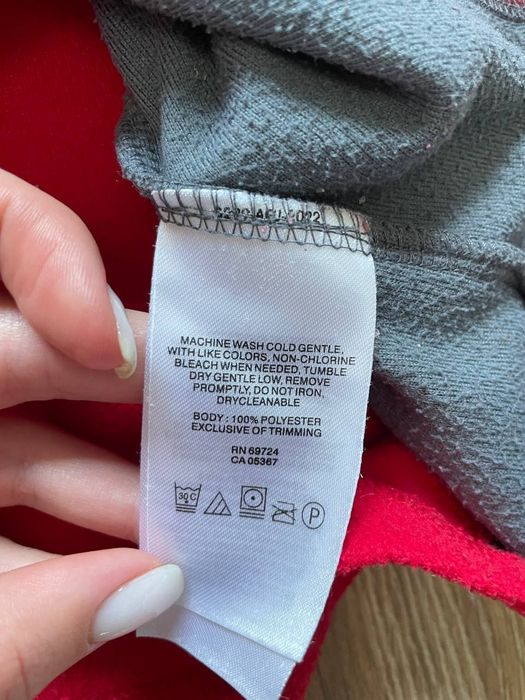 MACHINE WASH COLD GENTLE,
WITH LIKE COLORS, NON-CHLORINE
BLEACH WHEN NEEDED, TUMBLE
DRY GENTLE LOW, REMOVE
PROMPTLY, DO NOT IRON,
DRYCLEANABLE
BODY : 100% POLYESTER
EXCLUSIVE OF TRIMMING
RN 69724
CA 05367
30 C P